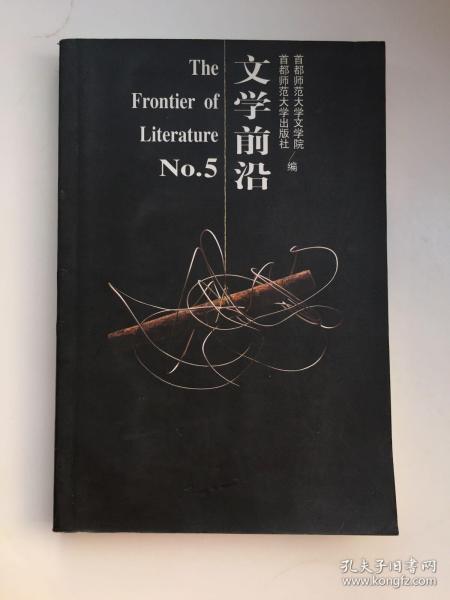 The
Frontier of
Literature
No.5
文学前沿
首都师范大学文学院
首都师范大学出版社
/编
孔夫子旧书网
www.kongfz.com